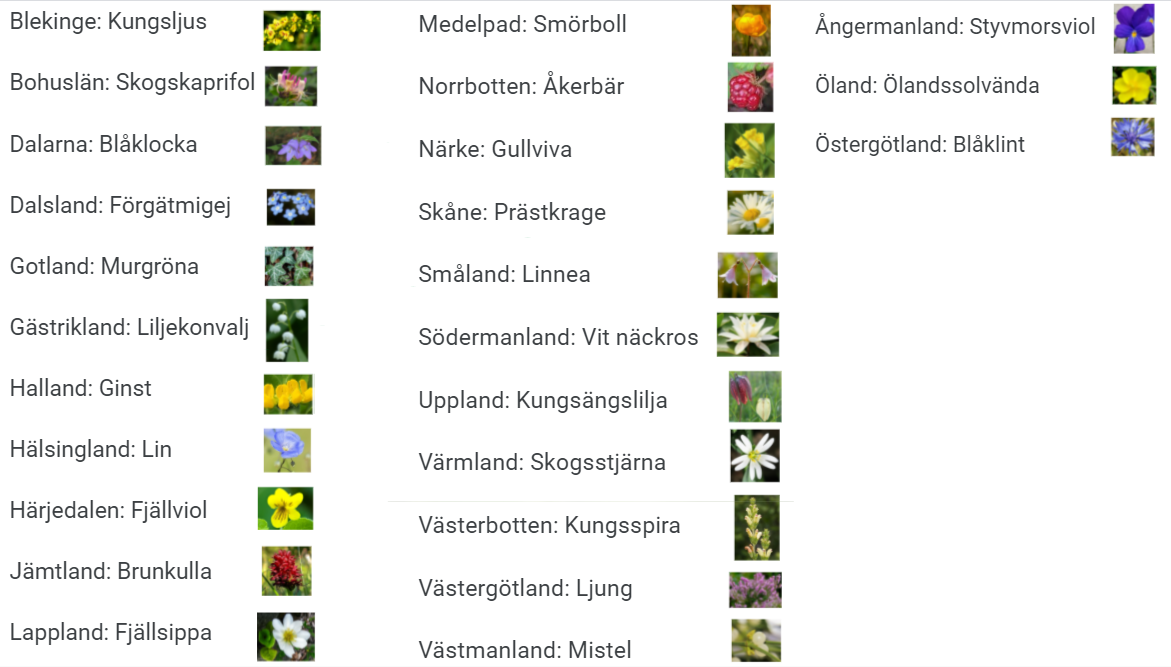 Blekinge: Kungsljus
Bohuslän: Skogskaprifol
Dalarna: Blåklocka
Dalsland: Förgätmigej
Gotland: Murgröna
Gästrikland: Liljekonvalj
Halland: Ginst
Hälsingland: Lin
Härjedalen: Fjällviol
Jämtland: Brunkulla
Lappland: Fjällsippa
Medelpad: Smörboll
Norrbotten: Åkerbär
Närke: Gullviva
Skåne: Prästkrage
Småland: Linnea
Södermanland: Vit näckros
Uppland: Kungsängslilja
Värmland: Skogsstjärna
Västerbotten: Kungsspira
Västergötland: Ljung
Västmanland: Mistel
Ångermanland: Styvmorsviol
Öland: Ölandssolvända
Östergötland: Blåklint